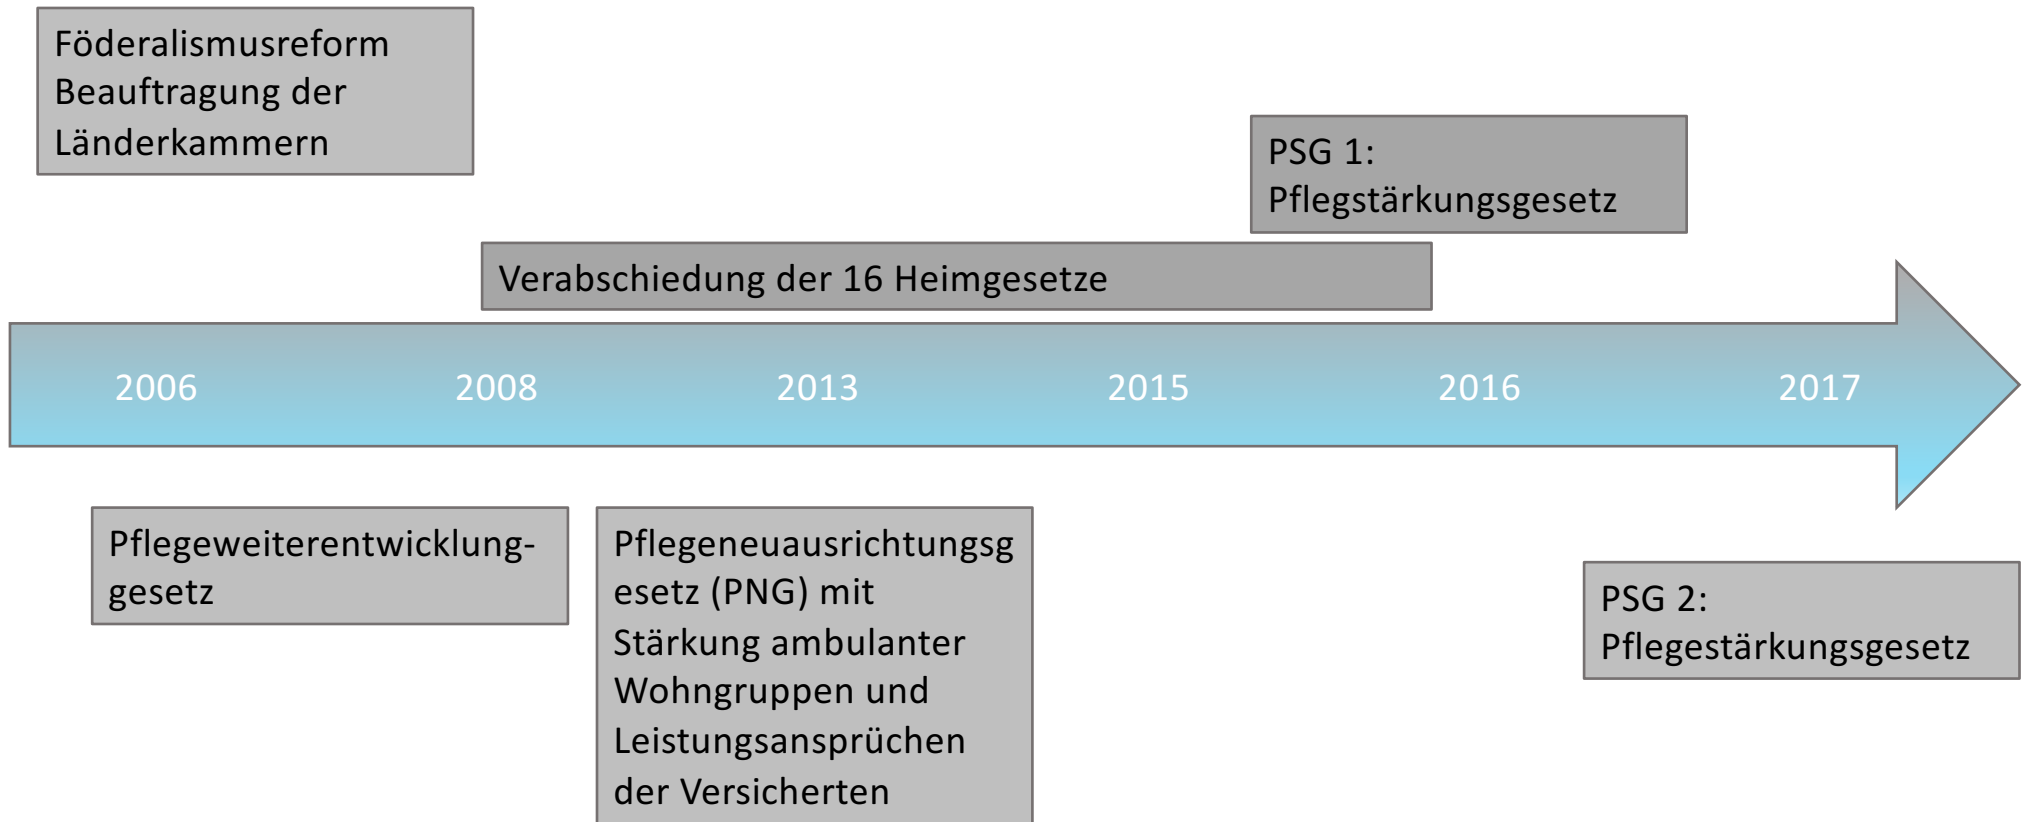 Föderalismusreform
Beauftragung der
Länderkammern
PSG 1:
Pflegstärkungsgesetz
Verabschiedung der 16 Heimgesetze
2006
2008
2013
2015
2016
2017
Pflegeweiterentwicklung-
gesetz
Pflegeneuausrichtungsg
esetz (PNG) mit
Stärkung ambulanter
Wohngruppen und
Leistungsansprüchen
der Versicherten
PSG 2:
Pflegestärkungsgesetz